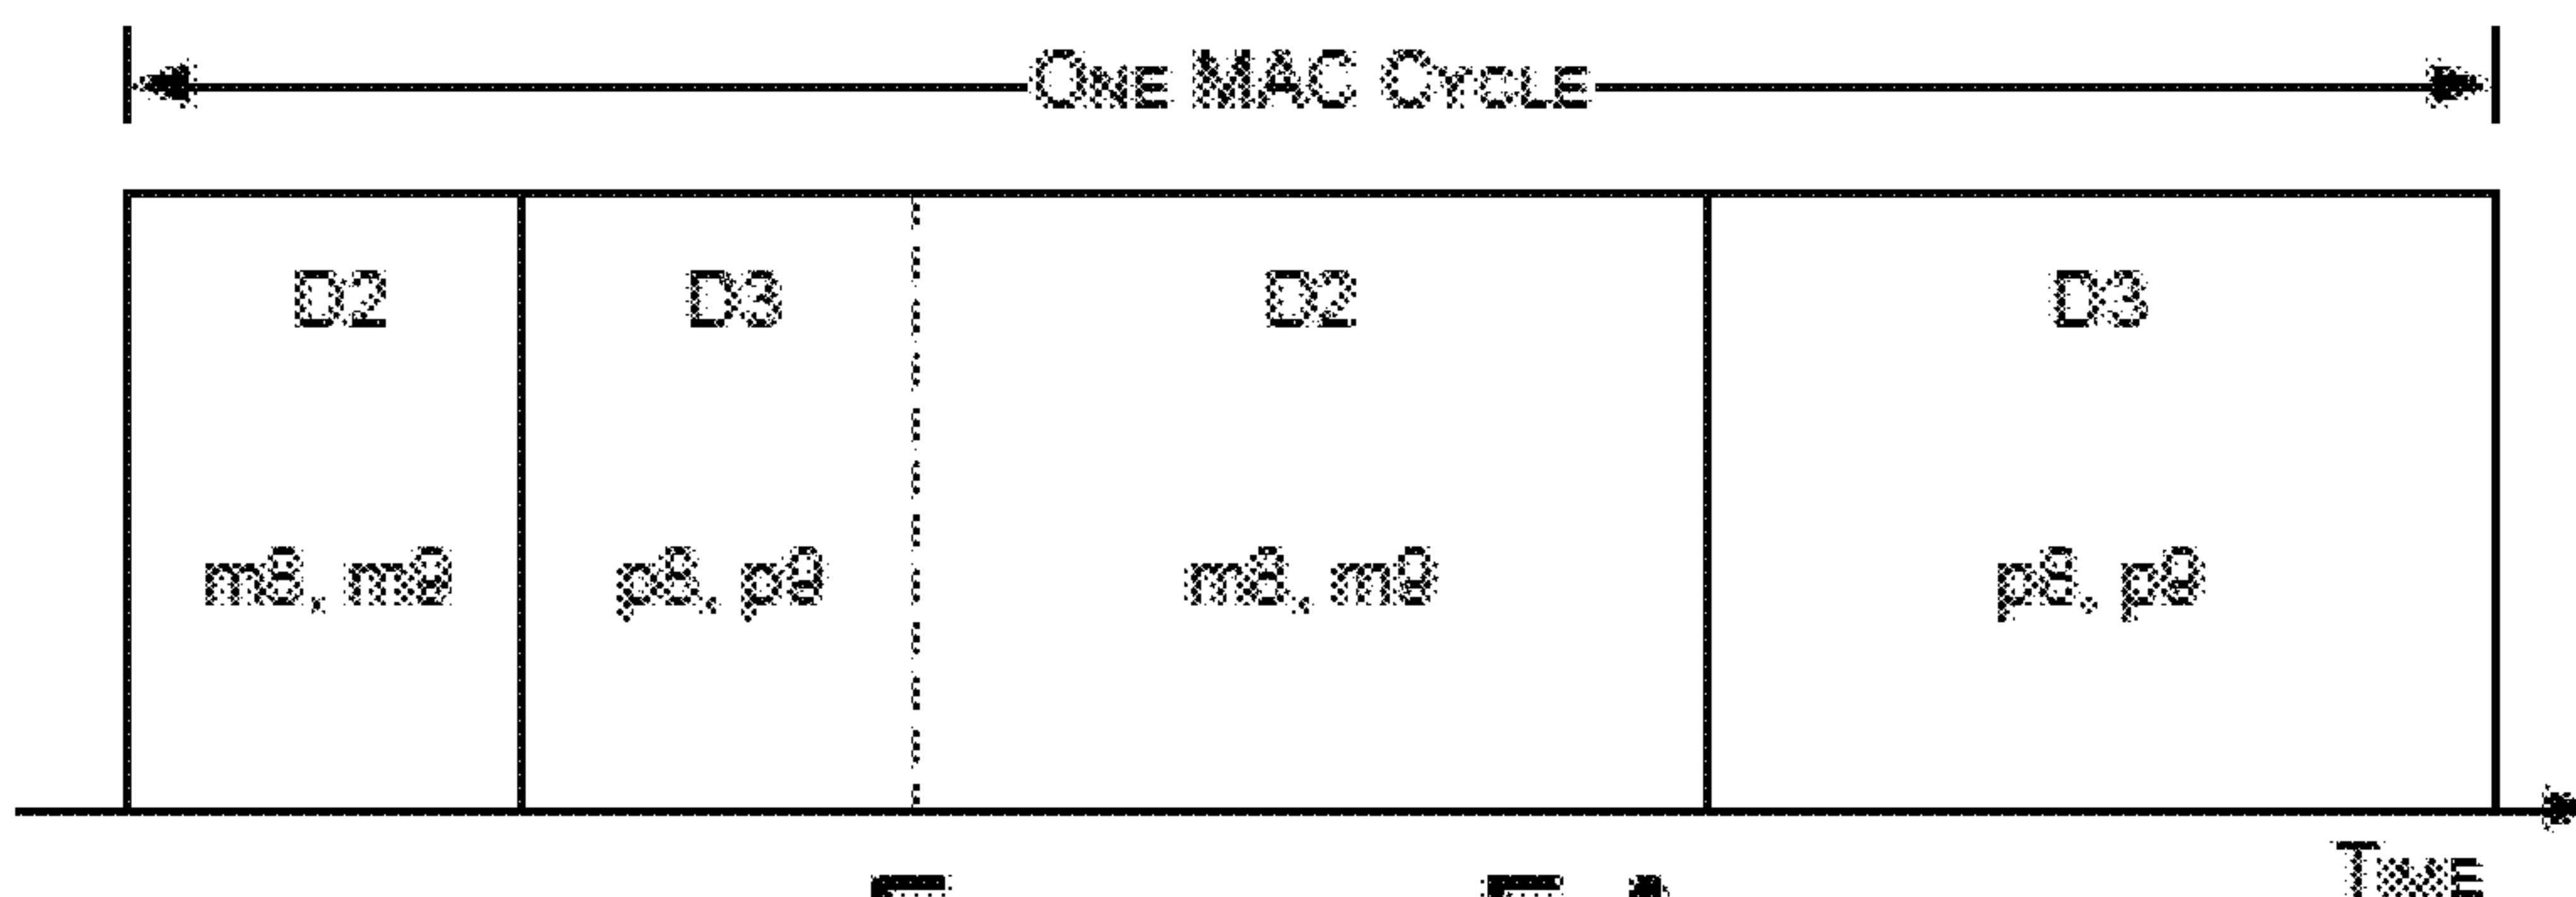 ONE MAC CYCLE
D2 D3 D2 D3
m8, m9 p8, p9 m8, m9 p8, p9
TIME